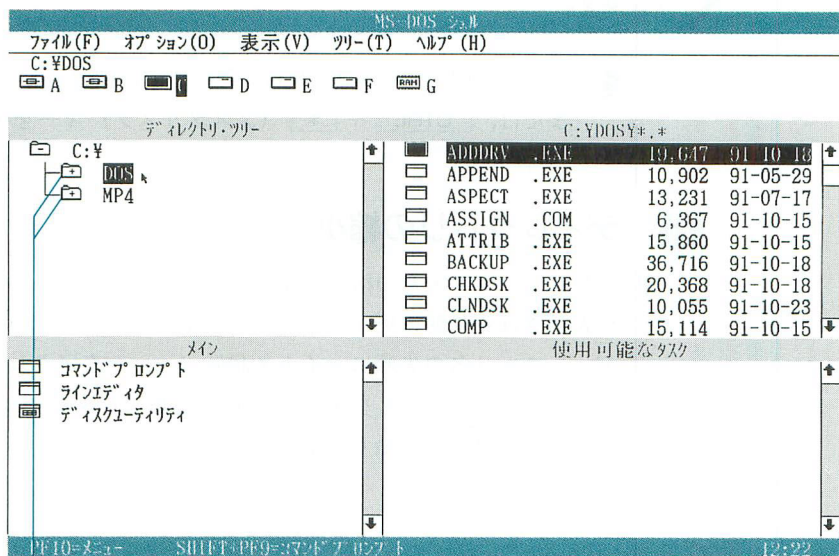 MS-DOS シェル
ﾌｧｲﾙ(F) ｵﾌﾟｼｮﾝ(O) 表示(V) ﾂﾘｰ(T) ﾍﾙﾌﾟ(H)
C:¥DOS
A B C D E F RAM G
ﾃﾞｨﾚｸﾄﾘ･ﾂﾘｰ
C:¥
DOS
MP4
C:¥DOS¥*.*
ADDDRV .EXE 19,647 91-10-18
APPEND .EXE 10,902 91-05-29
ASPECT .EXE 13,231 91-07-17
ASSIGN .COM 6,367 91-10-15
ATTRIB .EXE 15,860 91-10-15
BACKUP .EXE 36,716 91-10-18
CHKDSK .EXE 20,368 91-10-18
CLNDSK .EXE 10,055 91-10-23
COMP .EXE 15,114 91-10-15
ﾒｲﾝ
ｺﾏﾝﾄﾞﾌﾟﾛﾝﾌﾟﾄ
ﾗｲﾝｴﾃﾞｨﾀ
ﾃﾞｨｽｸﾕｰﾃｨﾘﾃｨ
使用可能なﾀｽｸ
PF10=ﾒﾆｭｰ SHIFT+PF9=ｺﾏﾝﾄﾞﾌﾟﾛﾝﾌﾟﾄ 12:22